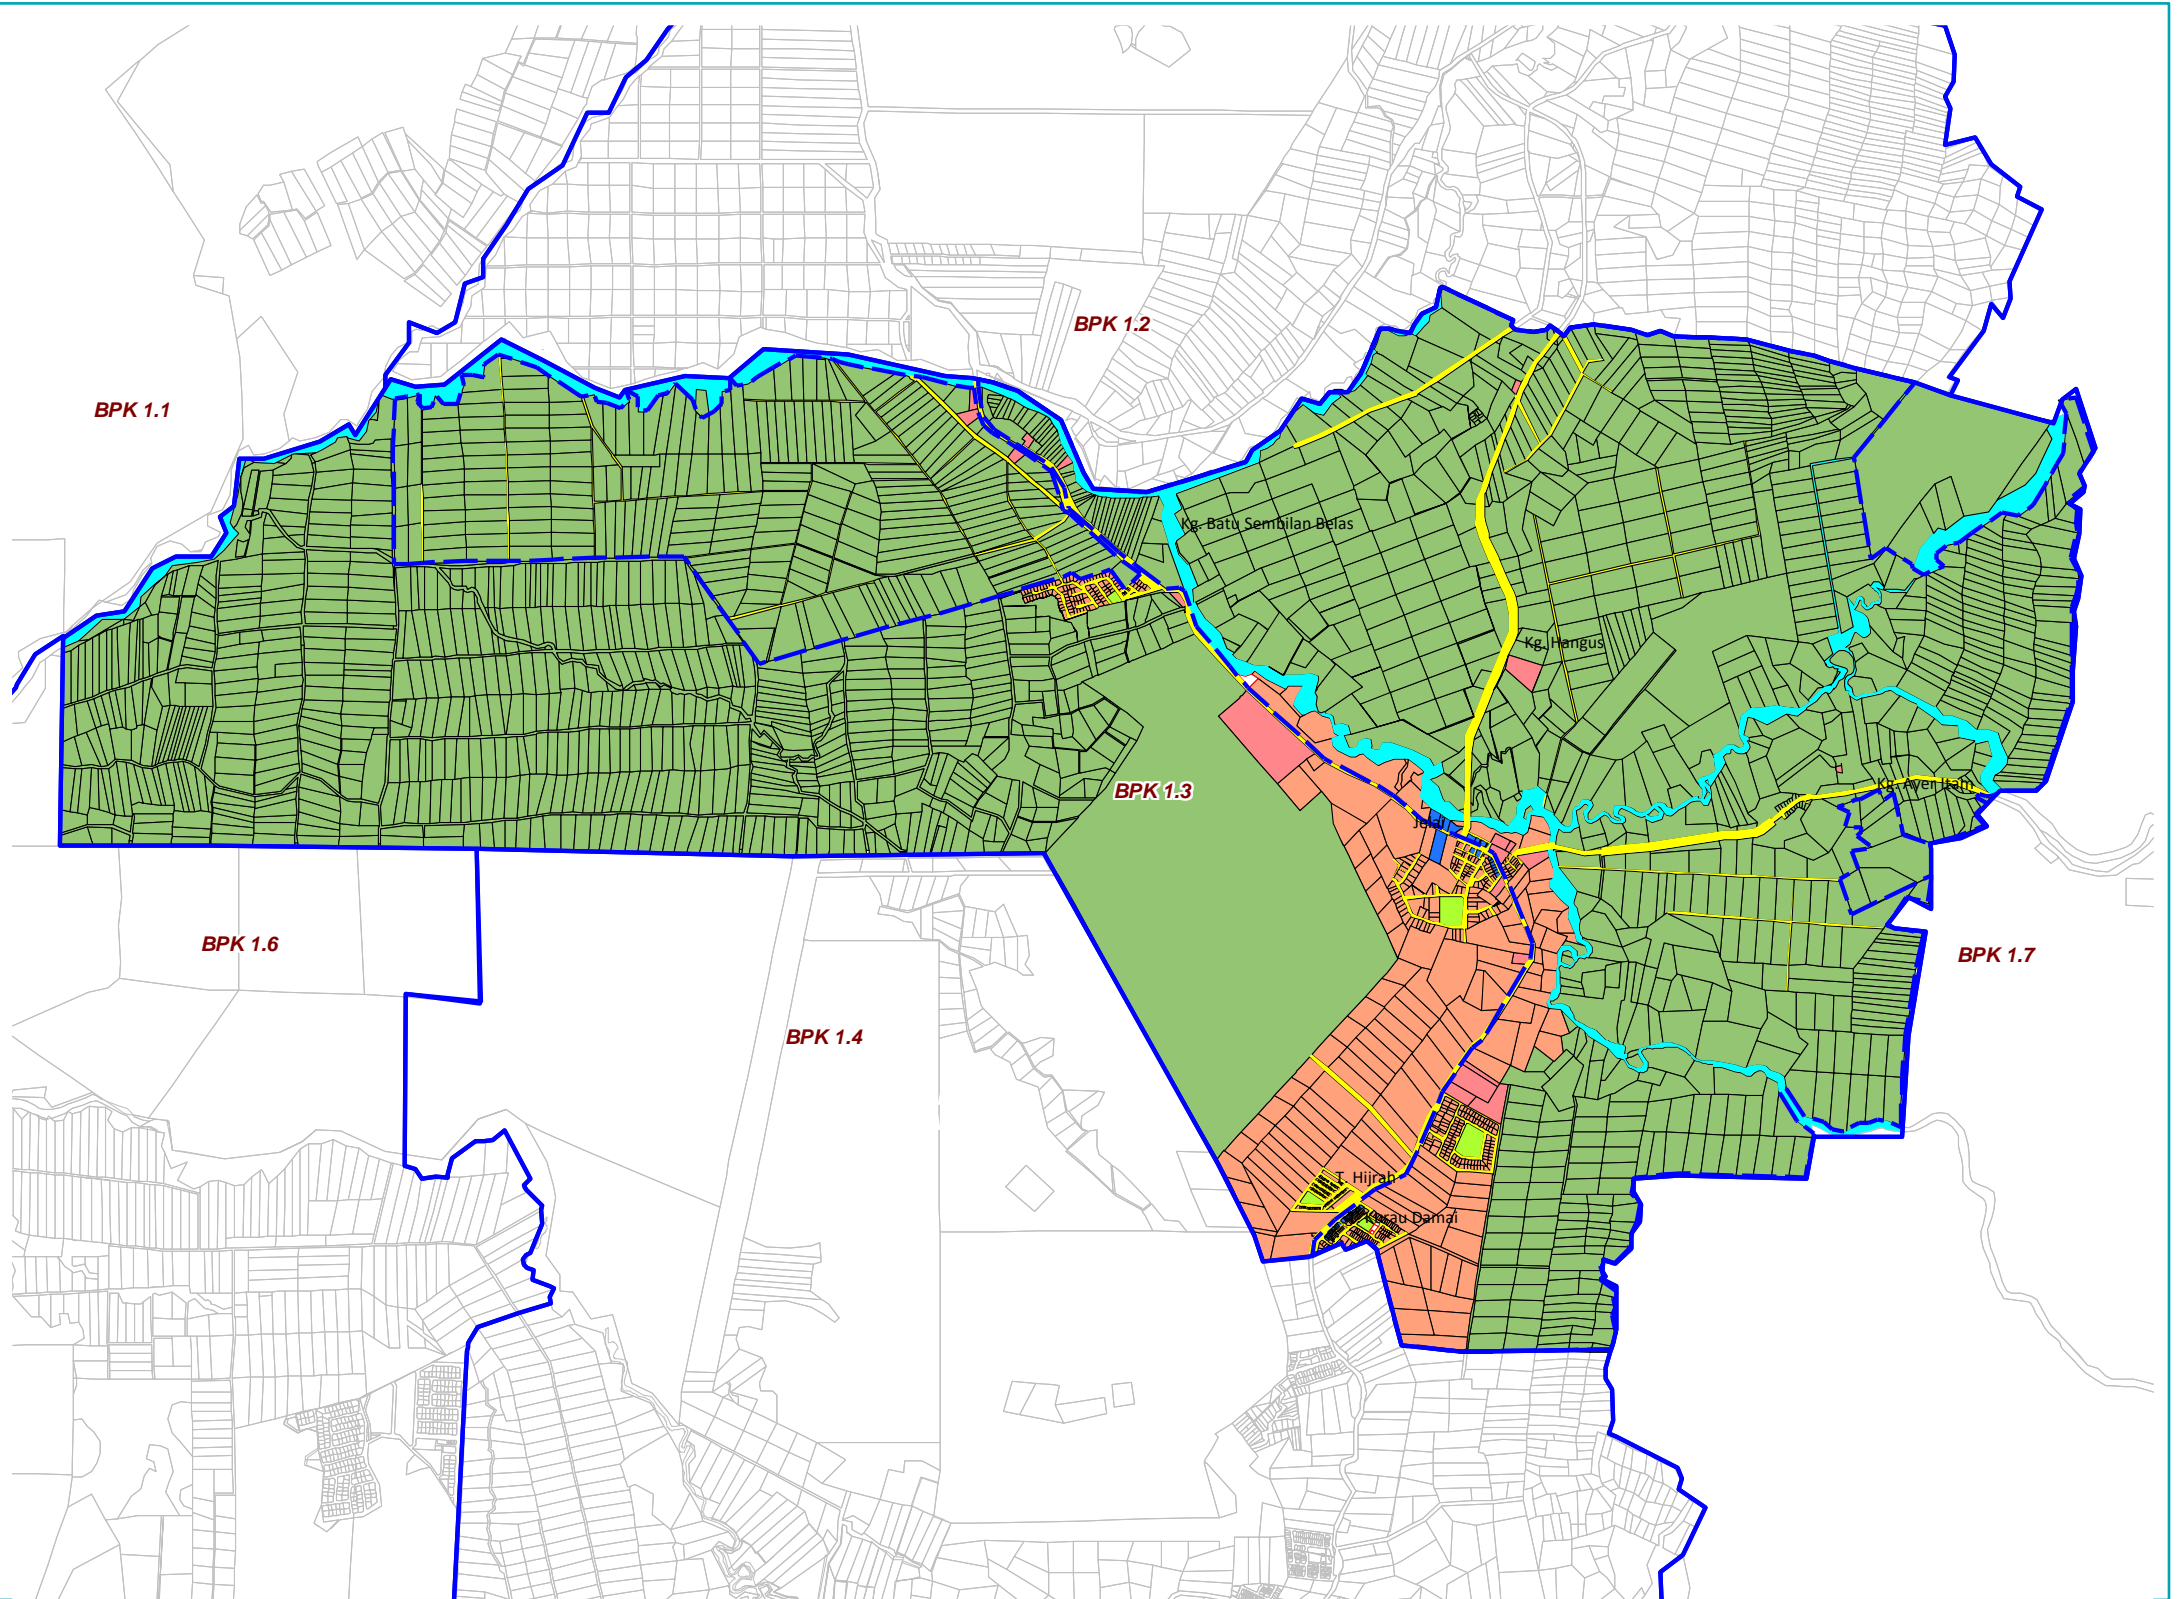 BPK 1.2
BPK 1.1
Kg. Batu Sembilan Belas
Kg. Hangus
Kg. Ayer Itam
BPK 1.3
Jelai
BPK 1.6
BPK 1.7
BPK 1.4
T. Hijrah
Kurau Damai